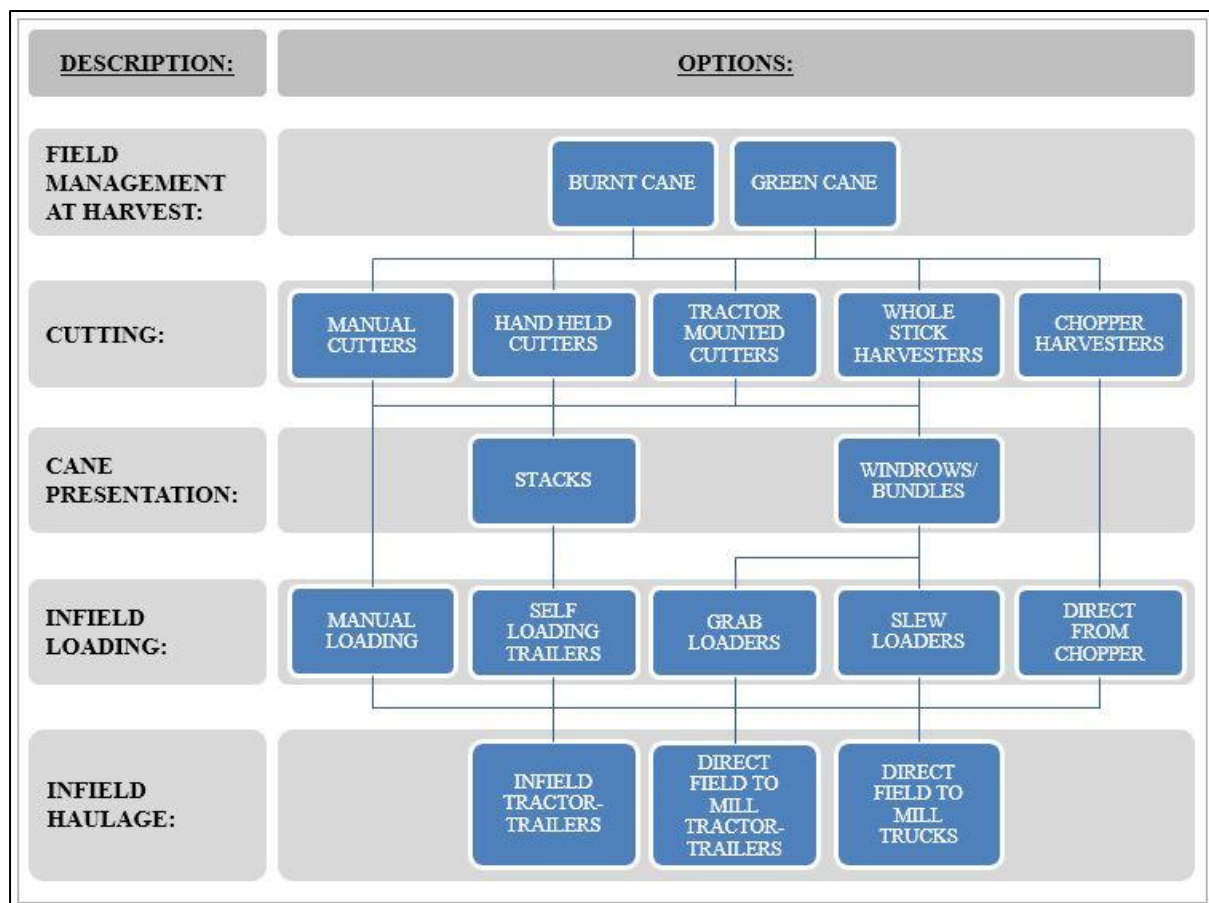 DESCRIPTION:
OPTIONS:
FIELD
MANAGEMENT
AT HARVEST:
BURNT CANE
GREEN CANE
CUTTING:
MANUAL
CUTTERS
HAND HELD
CUTTERS
TRACTOR
MOUNTED
CUTTERS
WHOLE
STICK
HARVESTERS
CHOPPER
HARVESTERS
CANE
PRESENTATION:
STACKS
WINDROWS/
BUNDLES
INFIELD
LOADING:
MANUAL
LOADING
SELF
LOADING
TRAILERS
GRAB
LOADERS
SLEW
LOADERS
DIRECT
FROM
CHOPPER
INFIELD
HAULAGE:
INFIELD
TRACTOR-
TRAILERS
DIRECT
FIELD TO
MILL
TRACTOR-
TRAILERS
DIRECT
FIELD TO
MILL
TRUCKS